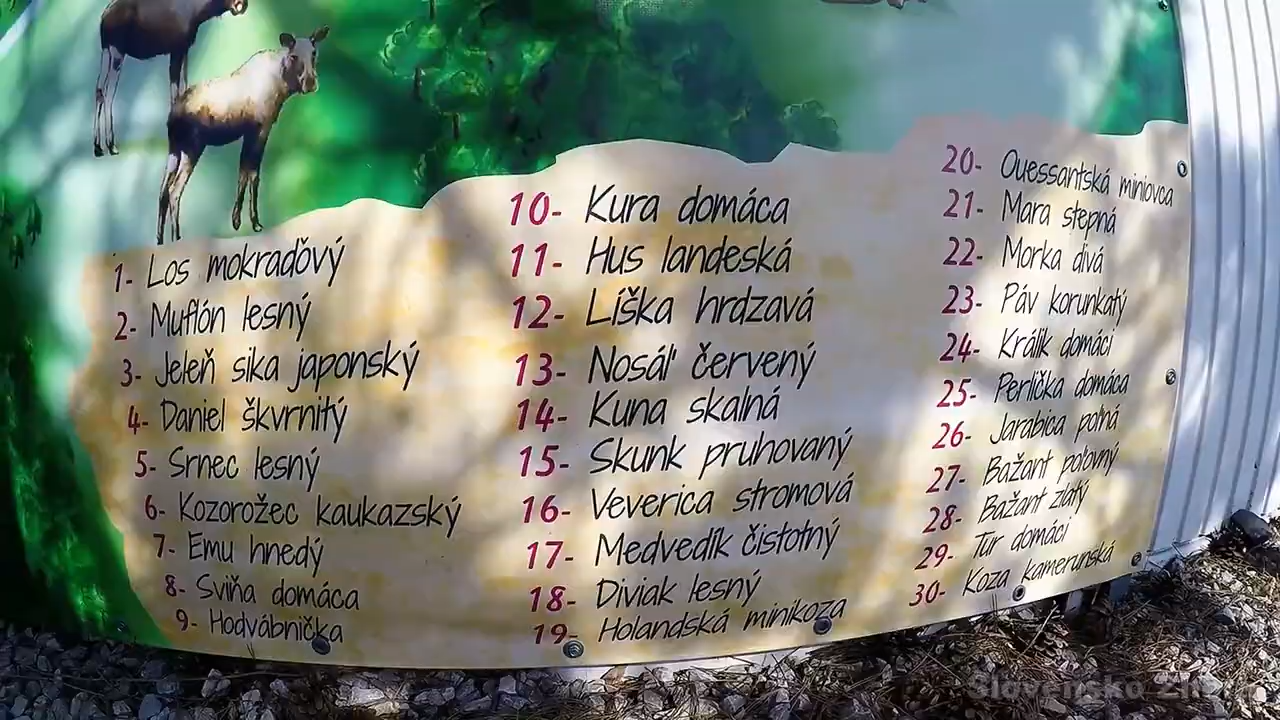 1- Los mokraďový
2- Muflón lesný
3- Jeleň sika japonský
4- Daniel škvrnitý
5- Srnec lesný
6- Kozorožec kaukazský
7- Emu hnedý
8- Sviňa domáca
9- Hodvábnička
10- Kura domáca
11- Hus landeská
12- Líška hrdzavá
13- Nosáľ červený
14- Kuna skalná
15- Skunk pruhovaný
16- Veverica stromová
17- Medvedík čistotný
18- Diviak lesný
19- Holandská minikoza
20- Ouessantská miniovca
21- Mara stepná
22- Morka divá
23- Páv korunkatý
24- Králik domáci
25- Perlička domáca
26- Jarabica poľná
27- Bažant poľovný
28- Bažant zlatý
29- Tur domáci
30- Koza kamerunská
Slovensko